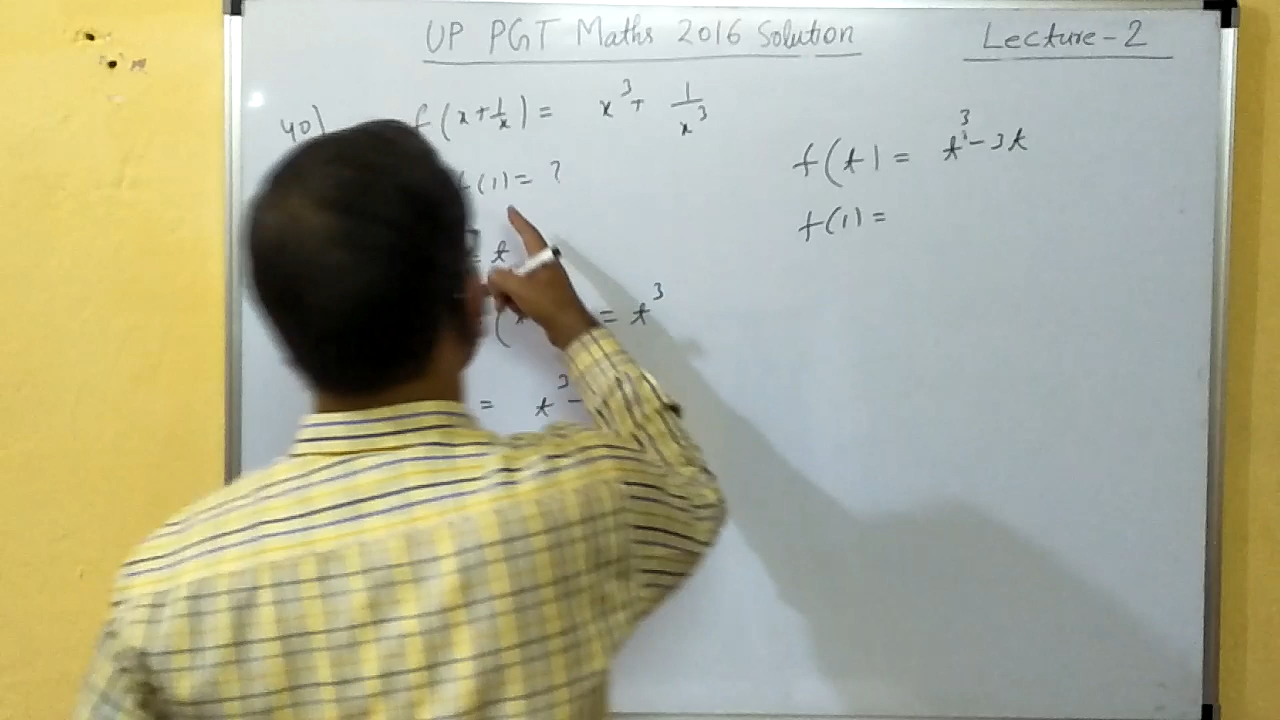 UP PGT Maths 2016 Solution
Lecture-2
40) f(x+1/x) = x³ + 1/x³
f(1) = ?
= t
= t³
= t³ -
f(t) = t³ - 3t
f(1) =